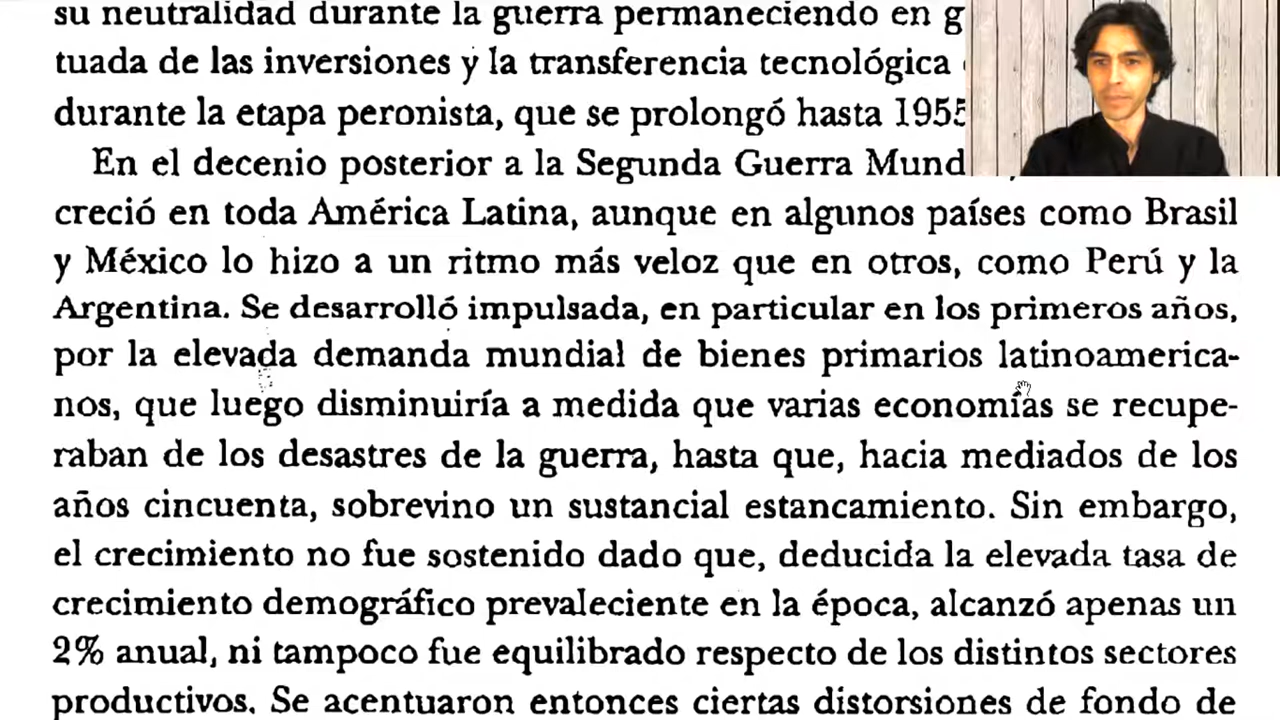 su neutralidad durante la guerra permaneciendo en g
tuada de las inversiones y la transferencia tecnológica
durante la etapa peronista, que se prolongó hasta 1955
En el decenio posterior a la Segunda Guerra Mund
creció en toda América Latina, aunque en algunos países como Brasil
y México lo hizo a un ritmo más veloz que en otros, como Perú y la
Argentina. Se desarrolló impulsada, en particular en los primeros años,
por la elevada demanda mundial de bienes primarios latinoamerica-
nos, que luego disminuiría a medida que varias economías se recupe-
raban de los desastres de la guerra, hasta que, hacia mediados de los
años cincuenta, sobrevino un sustancial estancamiento. Sin embargo,
el crecimiento no fue sostenido dado que, deducida la elevada tasa de
crecimiento demográfico prevaleciente en la época, alcanzó apenas un
2% anual, ni tampoco fue equilibrado respecto de los distintos sectores
productivos. Se acentuaron entonces ciertas distorsiones de fondo de